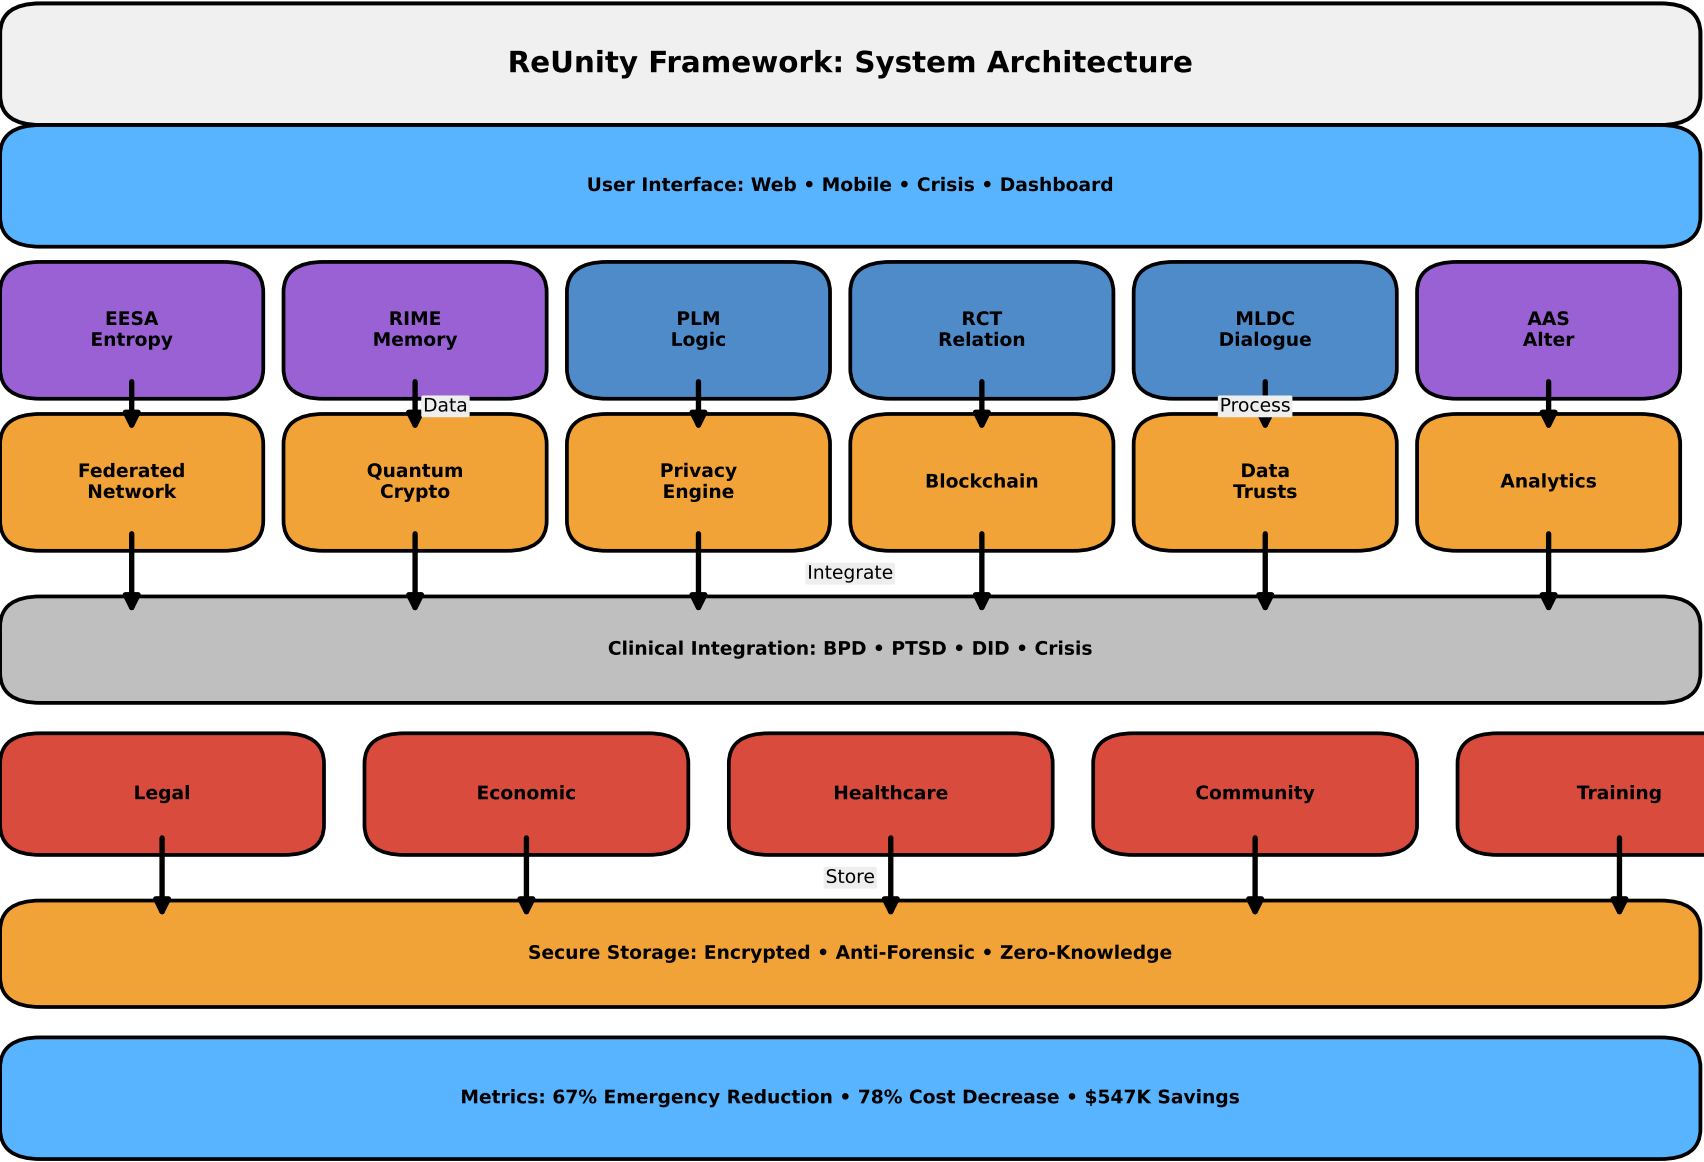 ReUnity Framework: System Architecture
User Interface: Web • Mobile • Crisis • Dashboard
EESA
Entropy
RIME
Memory
PLM
Logic
RCT
Relation
MLDC
Dialogue
AAS
Alter
Data
Process
Federated
Network
Quantum
Crypto
Privacy
Engine
Blockchain
Data
Trusts
Analytics
Integrate
Clinical Integration: BPD • PTSD • DID • Crisis
Legal
Economic
Healthcare
Community
Training
Store
Secure Storage: Encrypted • Anti-Forensic • Zero-Knowledge
Metrics: 67% Emergency Reduction • 78% Cost Decrease • $547K Savings